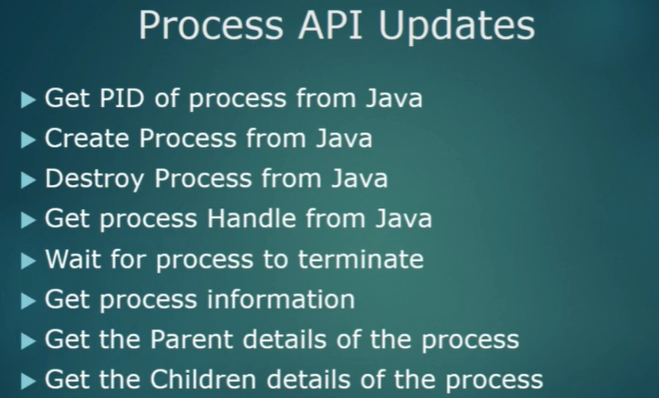 Process API Updates
Get PID of process from Java
Create Process from Java
Destroy Process from Java
Get process Handle from Java
Wait for process to terminate
Get process information
Get the Parent details of the process
Get the Children details of the process